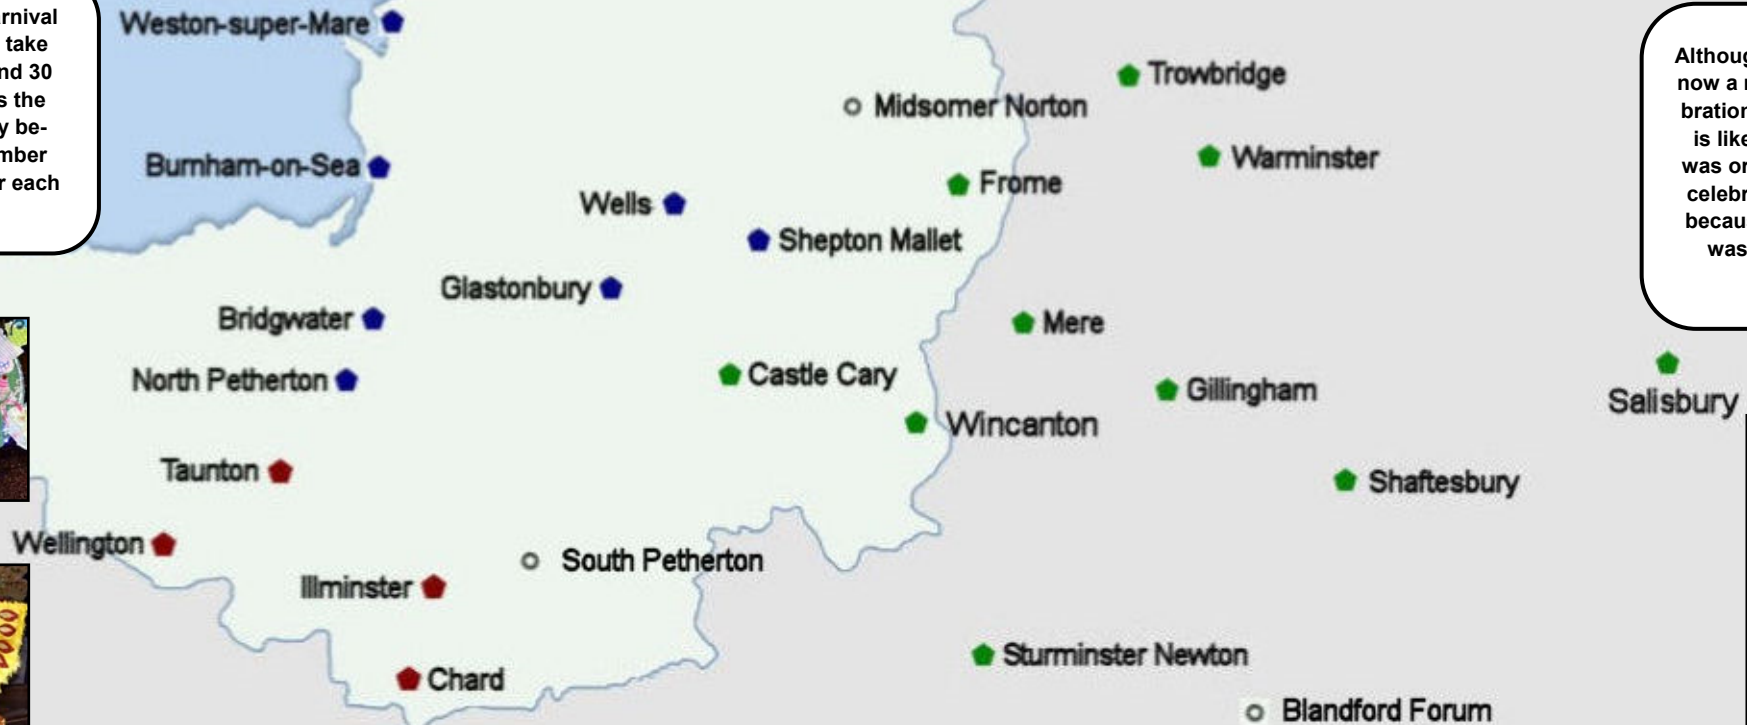 rnival
take
nd 30
s the
y be-
mber
r each
Weston-super-Mare
Trowbridge
Midsomer Norton
Warminster
Burnham-on-Sea
Frome
Wells
Shepton Mallet
Glastonbury
Bridgwater
Mere
North Petherton
Castle Cary
Gillingham
Salisbury
Wincanton
Taunton
Shaftesbury
Wellington
South Petherton
Illminster
Sturminster Newton
Chard
Blandford Forum
Althoug
now a
bration
is like
was or
celebr
becau
was